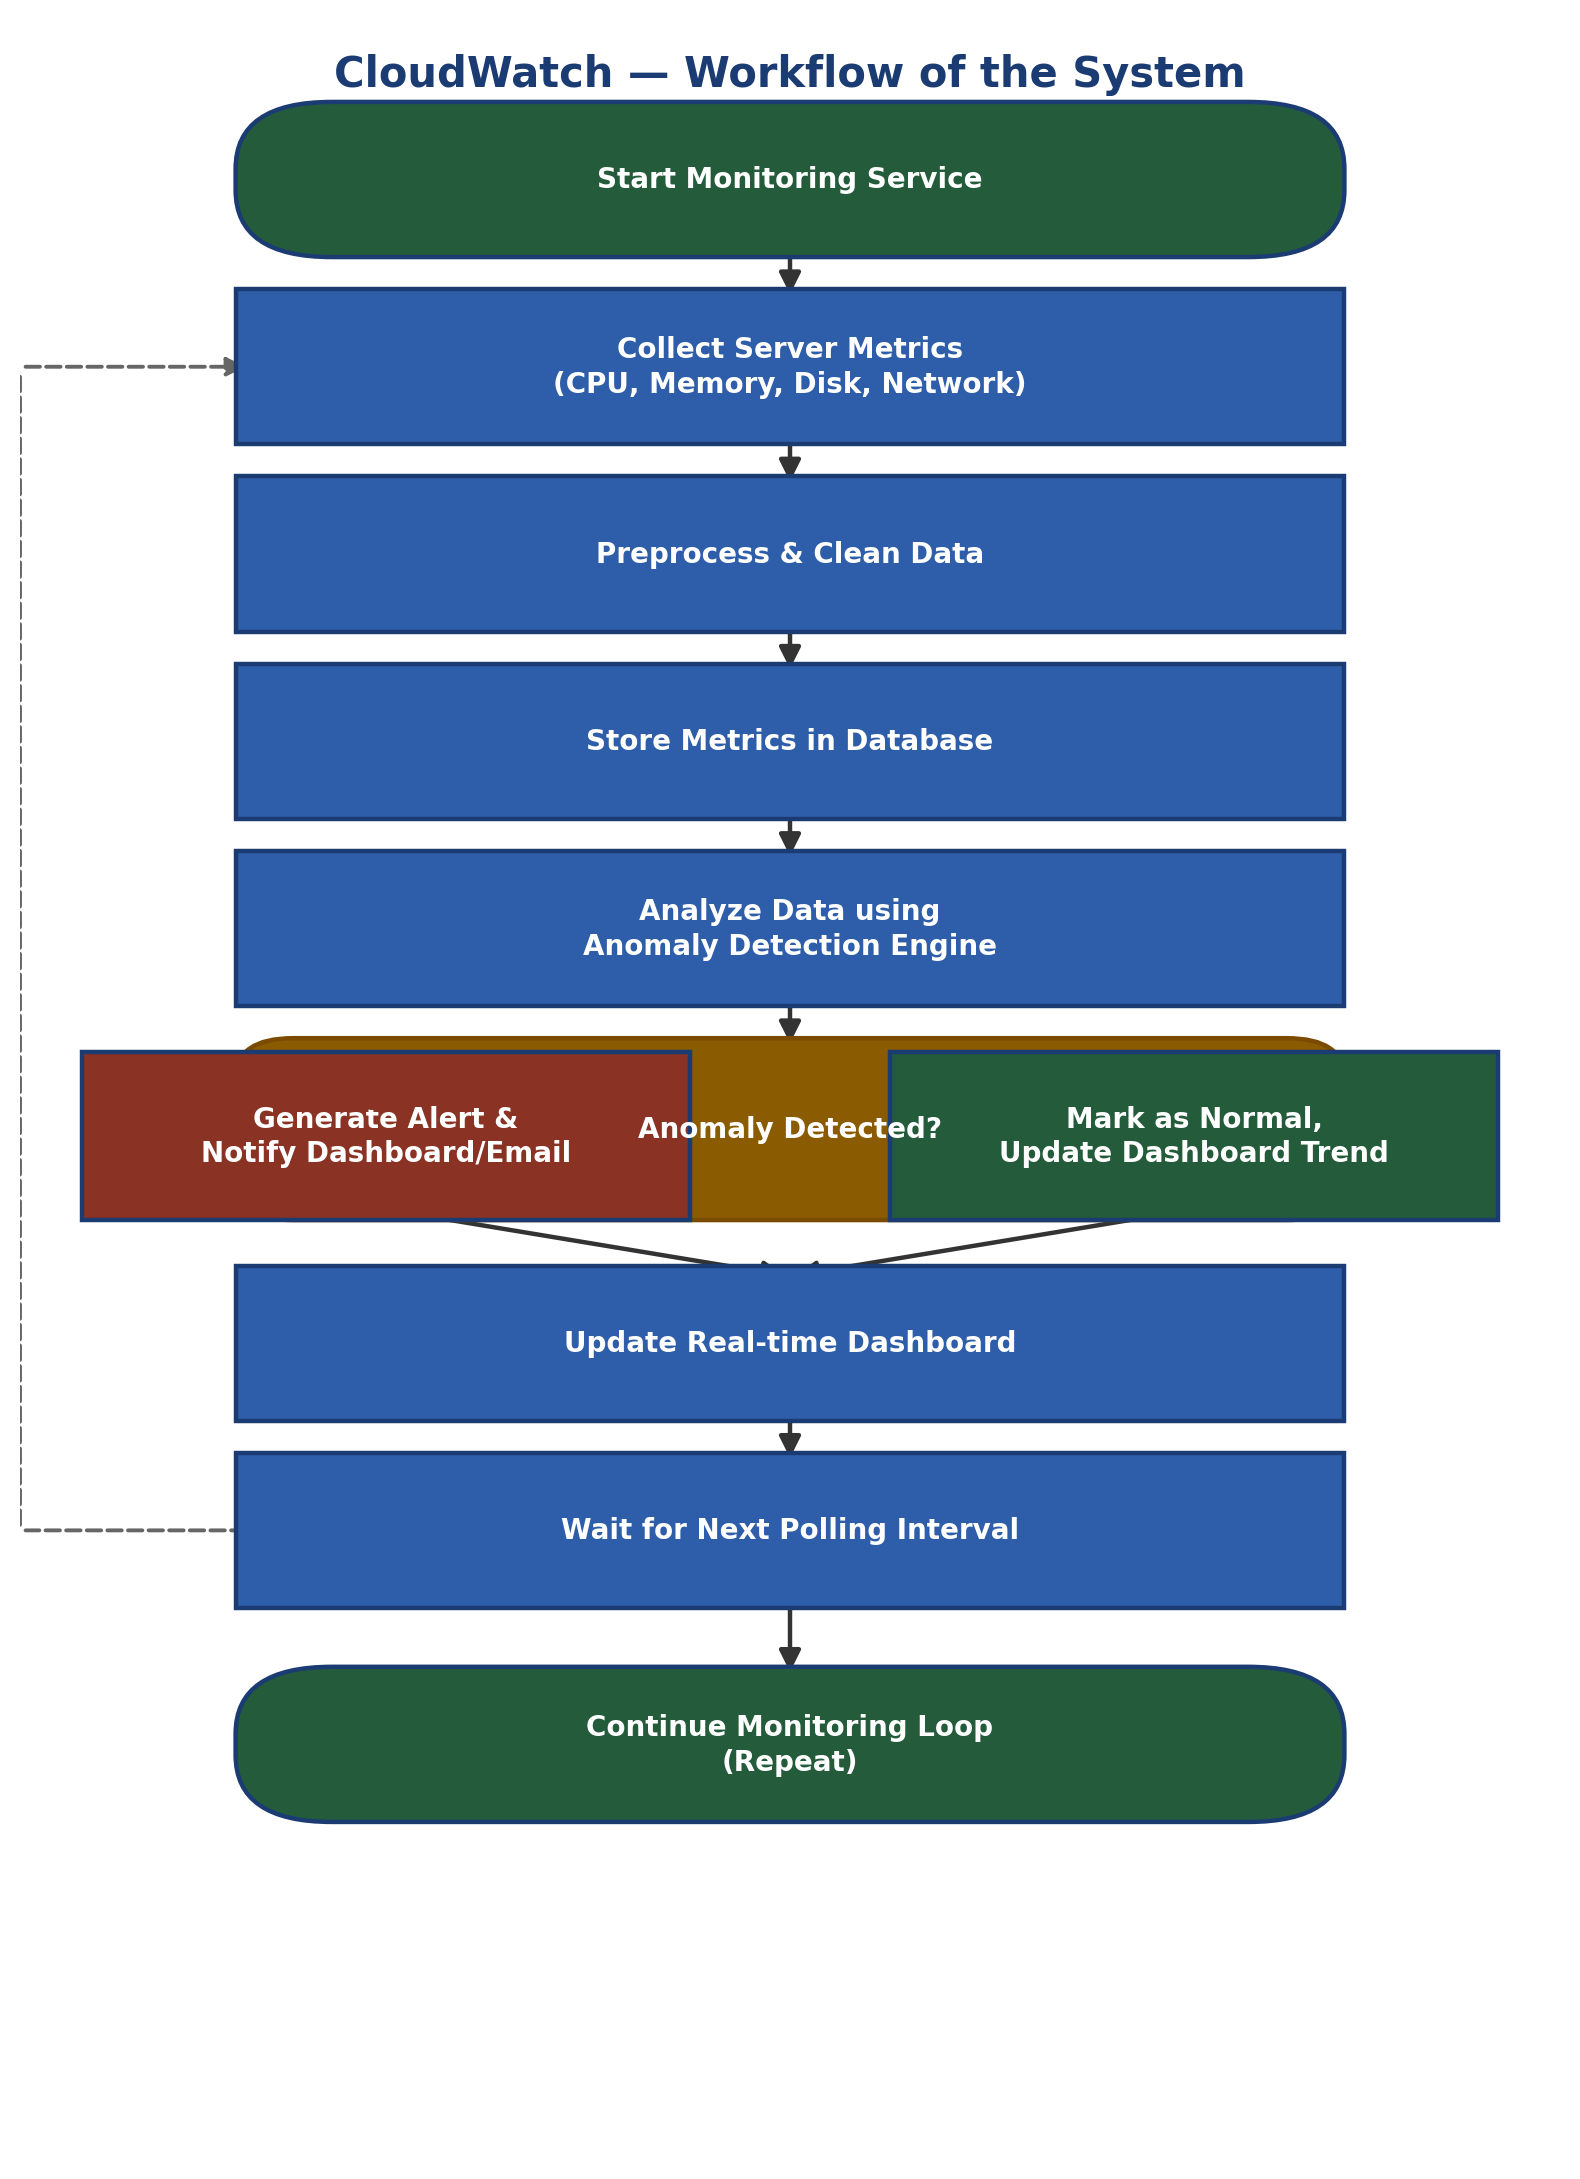 CloudWatch — Workflow of the System
Start Monitoring Service
Collect Server Metrics
(CPU, Memory, Disk, Network)
Preprocess & Clean Data
Store Metrics in Database
Analyze Data using
Anomaly Detection Engine
Generate Alert &
Notify Dashboard/Email
Anomaly Detected?
Mark as Normal,
Update Dashboard Trend
Update Real-time Dashboard
Wait for Next Polling Interval
Continue Monitoring Loop
(Repeat)